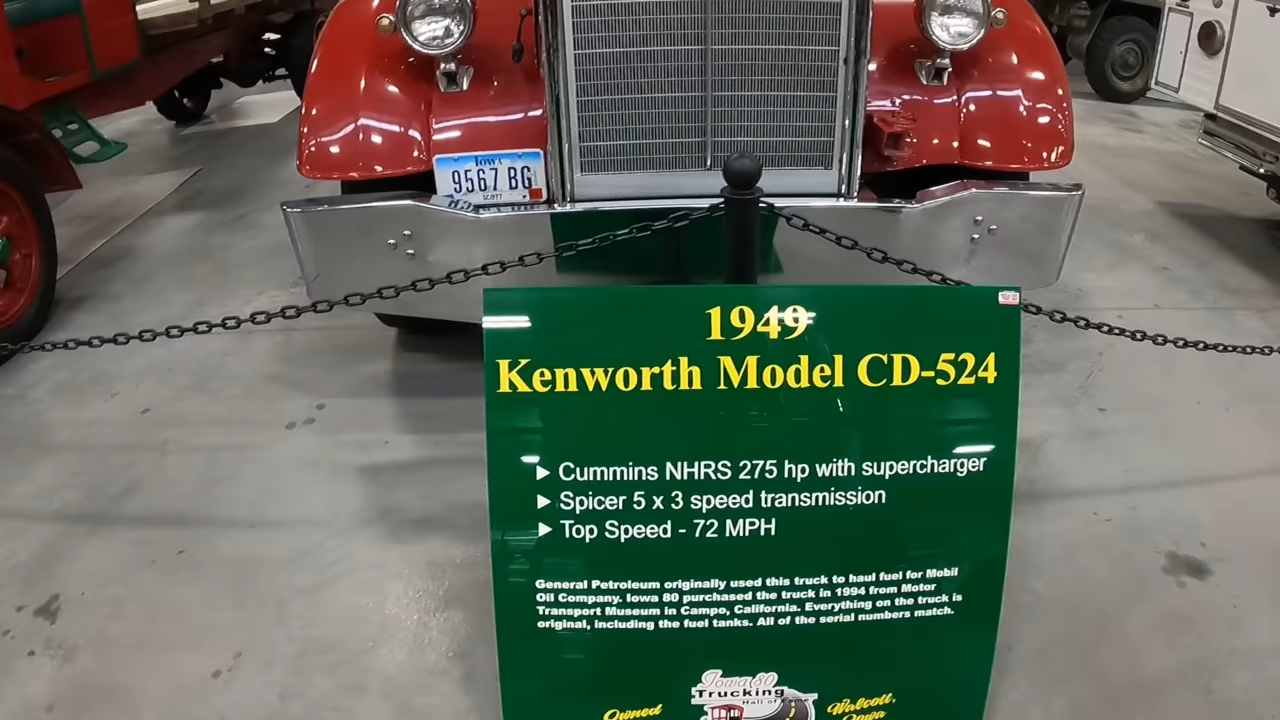 Iowa
9567 BG
SCOTT
1949
Kenworth Model CD-524
Cummins NHRS 275 hp with supercharger
Spicer 5 x 3 speed transmission
Top Speed - 72 MPH
General Petroleum originally used this truck to haul fuel for Mobil
Oil Company. Iowa 80 purchased the truck in 1994 from Motor
Transport Museum in Campo, California. Everything on the truck is
original, including the fuel tanks. All of the serial numbers match.
Iowa 80
Trucking
Hall of Fame
Owned
Walcott,
Iowa